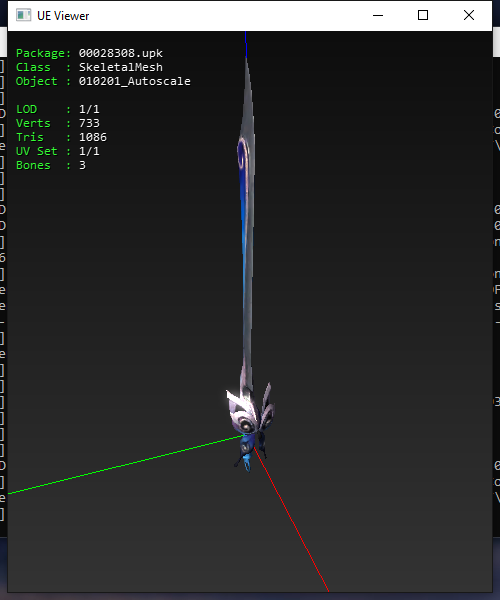 UE Viewer
Package: 00028308.upk
Class : SkeletalMesh
Object : 010201_Autoscale
LOD : 1/1
Verts : 733
Tris : 1086
UV Set : 1/1
Bones : 3